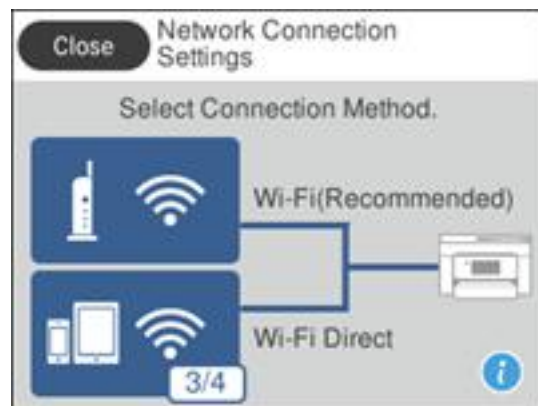 Close
Network Connection
Settings
Select Connection Method.
Wi-Fi(Recommended)
Wi-Fi Direct
3/4
i